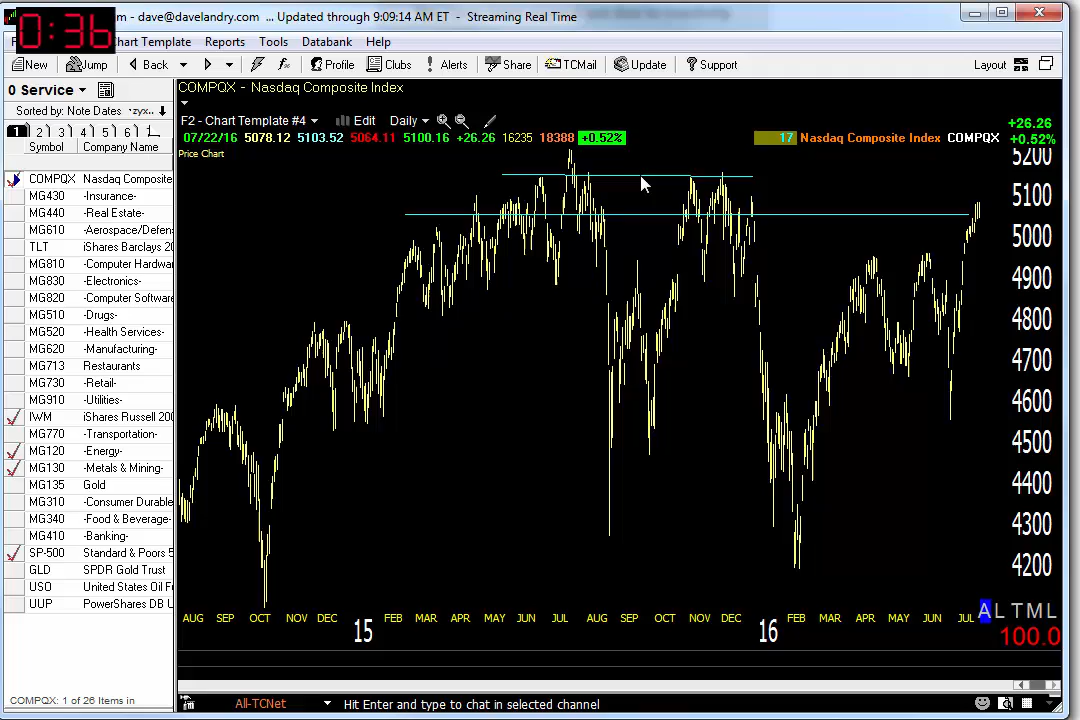 m - dave@davelandry.com ... Updated through 9:09:14 AM ET - Streaming Real Time
0:36
Chart Template Reports Tools Databank Help
New Jump Back Profile Clubs Alerts Share TCMail Update Support Layout
0 Service
COMPQX - Nasdaq Composite Index
Sorted by: Note Dates
F2 - Chart Template #4 Edit Daily
1 2 3 4 5 6
07/22/16 5078.12 5103.52 5064.11 5100.16 +26.26 16235 18388 +0.52% 17 Nasdaq Composite Index COMPQX
+26.26
+0.52%
Symbol Company Name
Price Chart
COMPQX Nasdaq Composite
MG430 -Insurance-
MG440 -Real Estate-
MG610 -Aerospace/Defen
TLT iShares Barclays 20
MG810 -Computer Hardwa
MG830 -Electronics-
MG820 -Computer Software
MG510 -Drugs-
MG520 -Health Services-
MG620 -Manufacturing-
MG713 Restaurants
MG730 -Retail-
MG910 -Utilities-
IWM iShares Russell 200
MG770 -Transportation-
MG120 -Energy-
MG130 -Metals & Mining-
MG135 Gold
MG310 -Consumer Durable
MG340 -Food & Beverage-
MG410 -Banking-
SP-500 Standard & Poors 5
GLD SPDR Gold Trust
USO United States Oil F
UUP PowerShares DB U
5200
5100
5000
4900
4800
4700
4600
4500
4400
4300
4200
AUG SEP OCT NOV DEC 15 FEB MAR APR MAY JUN JUL AUG SEP OCT NOV DEC 16 FEB MAR APR MAY JUN JUL
A L T M L
100.0
COMPQX: 1 of 26 Items in
All-TCNet Hit Enter and type to chat in selected channel